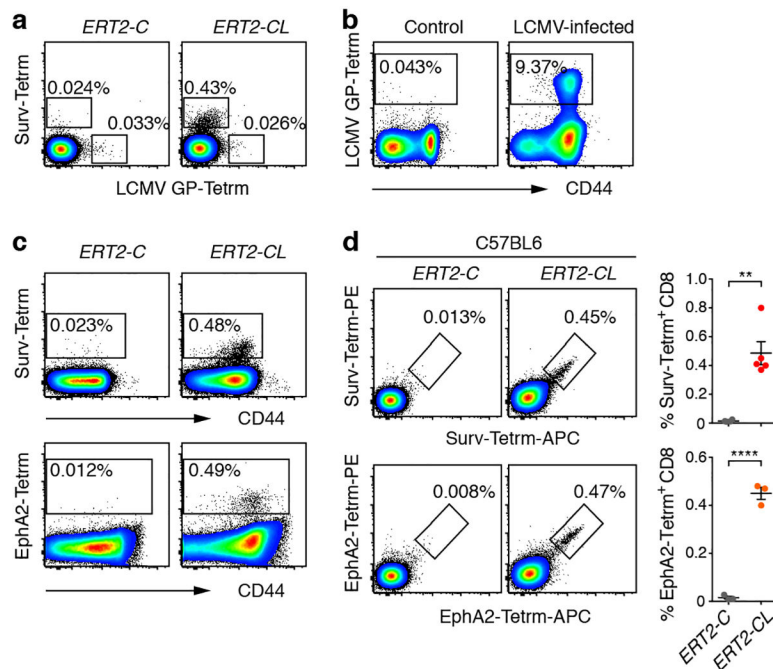 a
ERT2-C
ERT2-CL
Surv-Tetrm
0.024%
0.033%
0.43%
0.026%
LCMV GP-Tetrm
b
Control
LCMV-infected
LCMV GP-Tetrm
0.043%
9.37%
CD44
c
ERT2-C
ERT2-CL
Surv-Tetrm
0.023%
0.48%
CD44
EphA2-Tetrm
0.012%
0.49%
CD44
d
C57BL6
ERT2-C
ERT2-CL
Surv-Tetrm-PE
0.013%
0.45%
Surv-Tetrm-APC
EphA2-Tetrm-PE
0.008%
0.47%
EphA2-Tetrm-APC
% Surv-Tetrm+ CD8
1.0
0.8
0.6
0.4
0.2
0
**
% EphA2-Tetrm+ CD8
0.6
0.4
0.2
0
****
ERT2-C
ERT2-CL